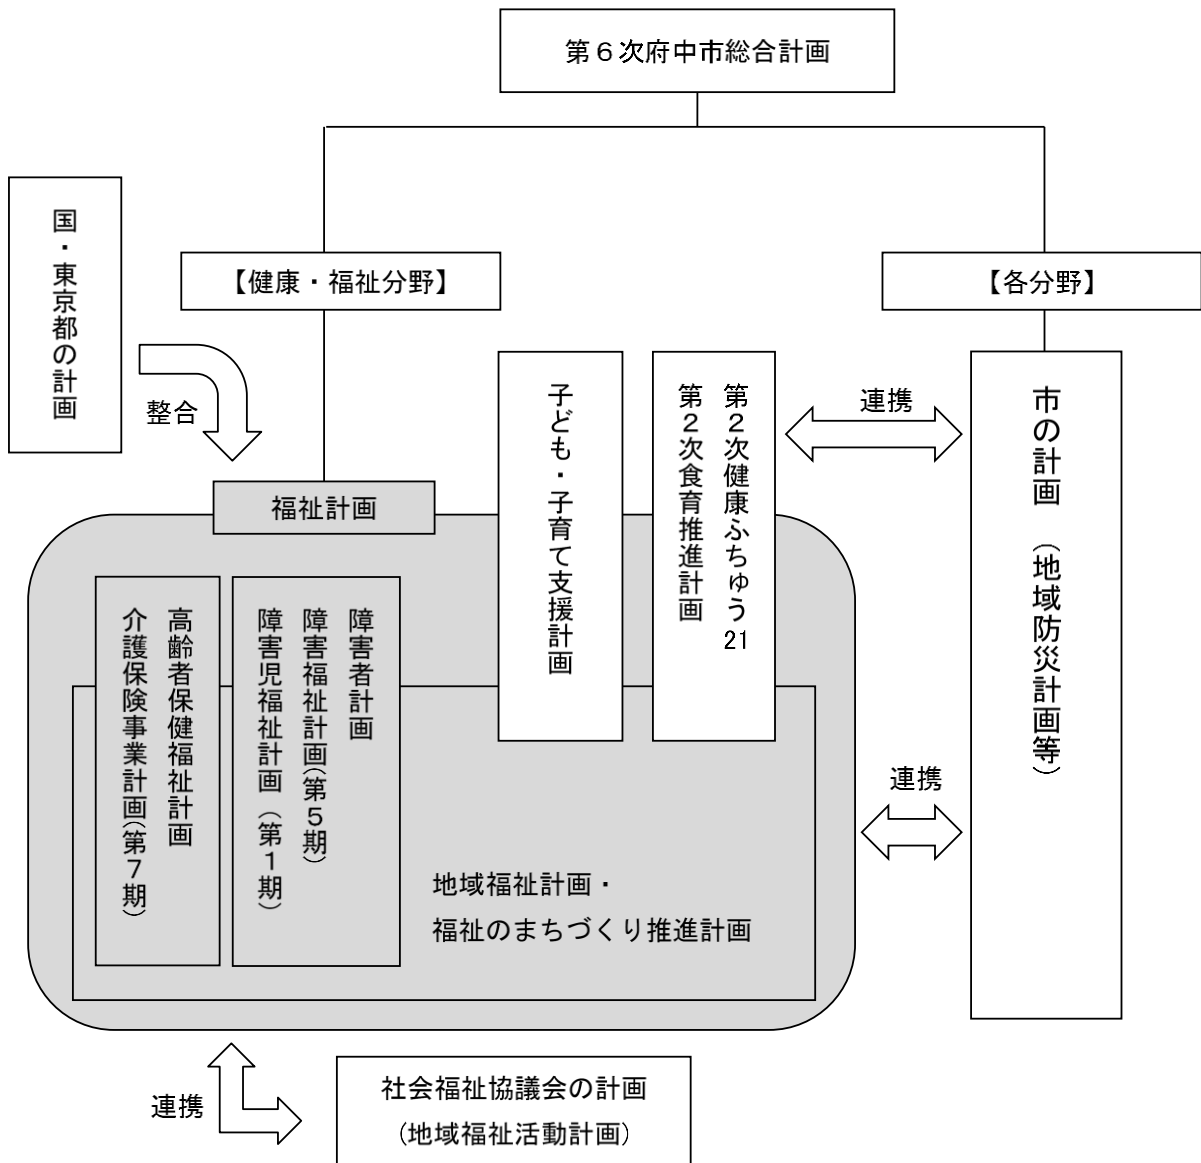 第６次府中市総合計画
国・東京都の計画
【健康・福祉分野】
【各分野】
整合
福祉計画
子ども・子育て支援計画
第２次健康ふちゅう21
第２次食育推進計画
連携
市の計画　（地域防災計画等）
高齢者保健福祉計画
介護保険事業計画(第７期)
障害者計画
障害福祉計画(第５期)
障害児福祉計画（第１期）
連携
地域福祉計画・
福祉のまちづくり推進計画
連携
社会福祉協議会の計画
（地域福祉活動計画）